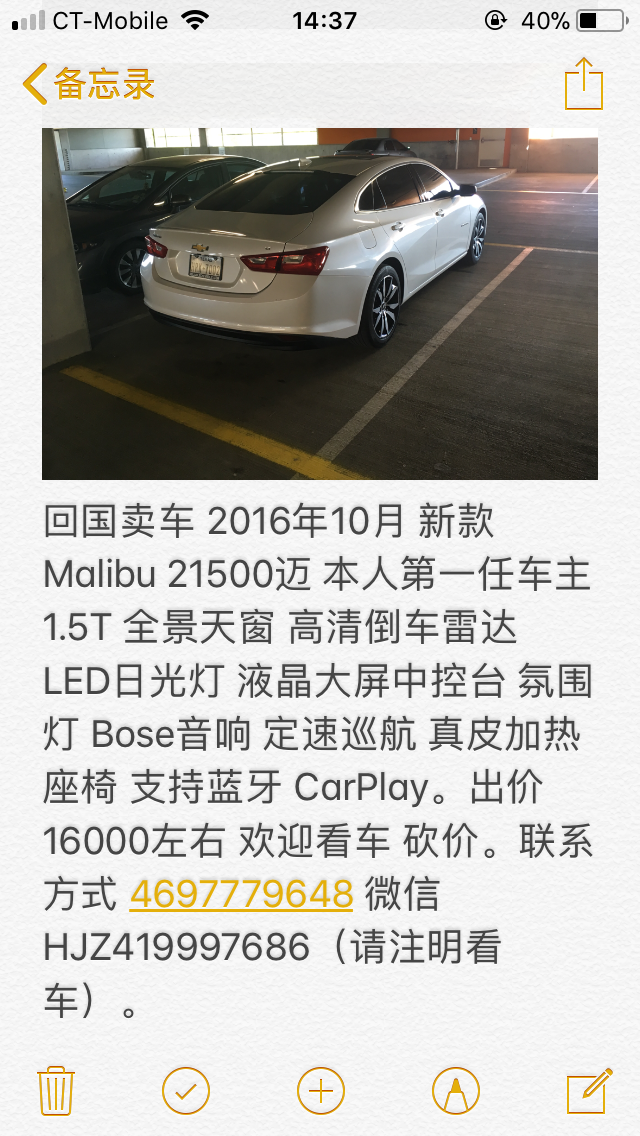 CT-Mobile 14:37 40%
备忘录
回国卖车 2016年10月 新款
Malibu 21500迈 本人第一任车主
1.5T 全景天窗 高清倒车雷达
LED日光灯 液晶大屏中控台 氛围
灯 Bose音响 定速巡航 真皮加热
座椅 支持蓝牙 CarPlay。出价
16000左右 欢迎看车 砍价。联系
方式 4697779648 微信
HJZ419997686（请注明看
车）。